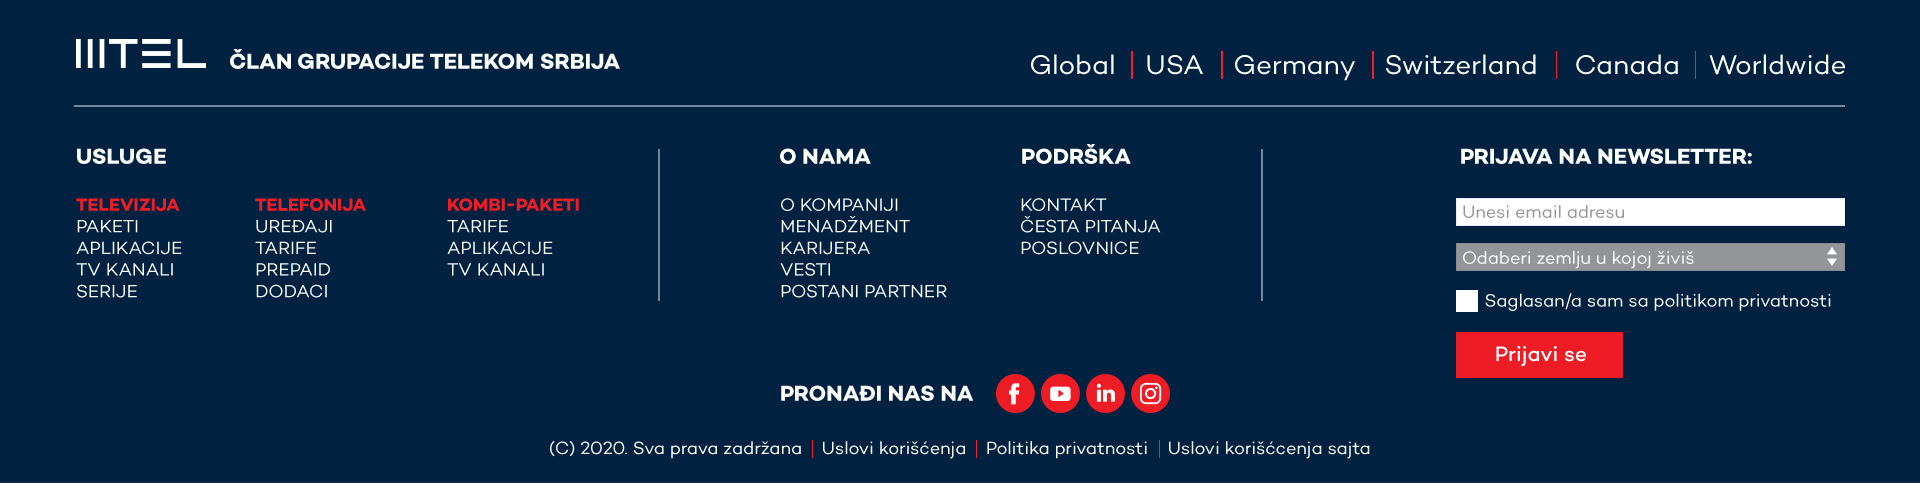 MTEL ČLAN GRUPACIJE TELEKOM SRBIJA
Global | USA | Germany | Switzerland | Canada | Worldwide
USLUGE
TELEVIZIJA
PAKETI
APLIKACIJE
TV KANALI
SERIJE
TELEFONIJA
UREĐAJI
TARIFE
PREPAID
DODACI
KOMBI-PAKETI
TARIFE
APLIKACIJE
TV KANALI
O NAMA
O KOMPANIJI
MENADŽMENT
KARIJERA
VESTI
POSTANI PARTNER
PODRŠKA
KONTAKT
ČESTA PITANJA
POSLOVNICE
PRIJAVA NA NEWSLETTER:
Unesi email adresu
Odaberi zemlju u kojoj živiš
Saglasan/a sam sa politikom privatnosti
Prijavi se
PRONAĐI NAS NA
(C) 2020. Sva prava zadržana | Uslovi korišćenja | Politika privatnosti | Uslovi korišćcenja sajta